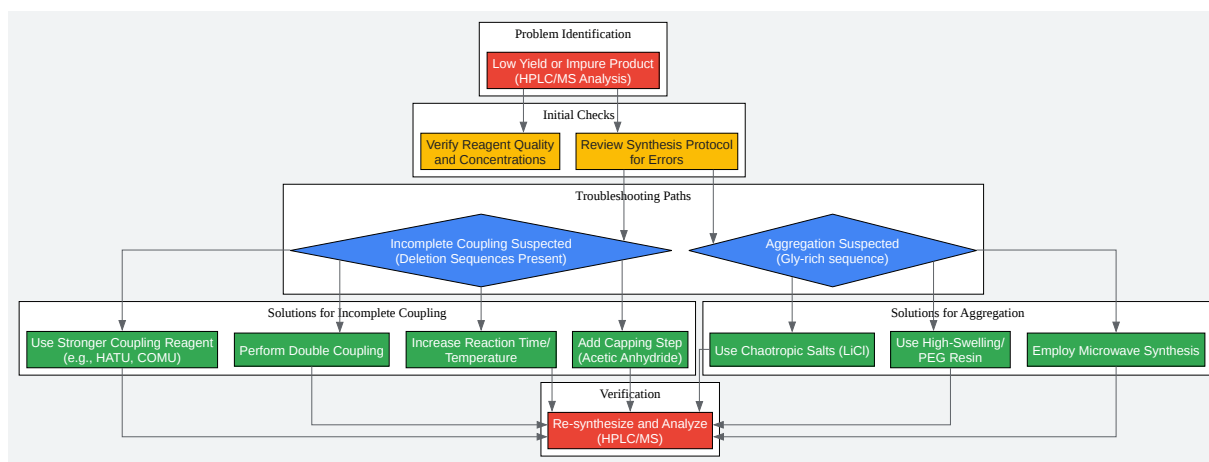 Problem Identification
Low Yield or Impure Product
(HPLC/MS Analysis)
Initial Checks
Verify Reagent Quality
and Concentrations
Review Synthesis Protocol
for Errors
Troubleshooting Paths
Incomplete Coupling Suspected
(Deletion Sequences Present)
Aggregation Suspected
(Gly-rich sequence)
Solutions for Incomplete Coupling
Use Stronger Coupling Reagent
(e.g., HATU, COMU)
Perform Double Coupling
Increase Reaction Time/
Temperature
Add Capping Step
(Acetic Anhydride)
Solutions for Aggregation
Use Chaotropic Salts (LiCl)
Use High-Swelling/
PEG Resin
Employ Microwave Synthesis
Verification
Re-synthesize and Analyze
(HPLC/MS)